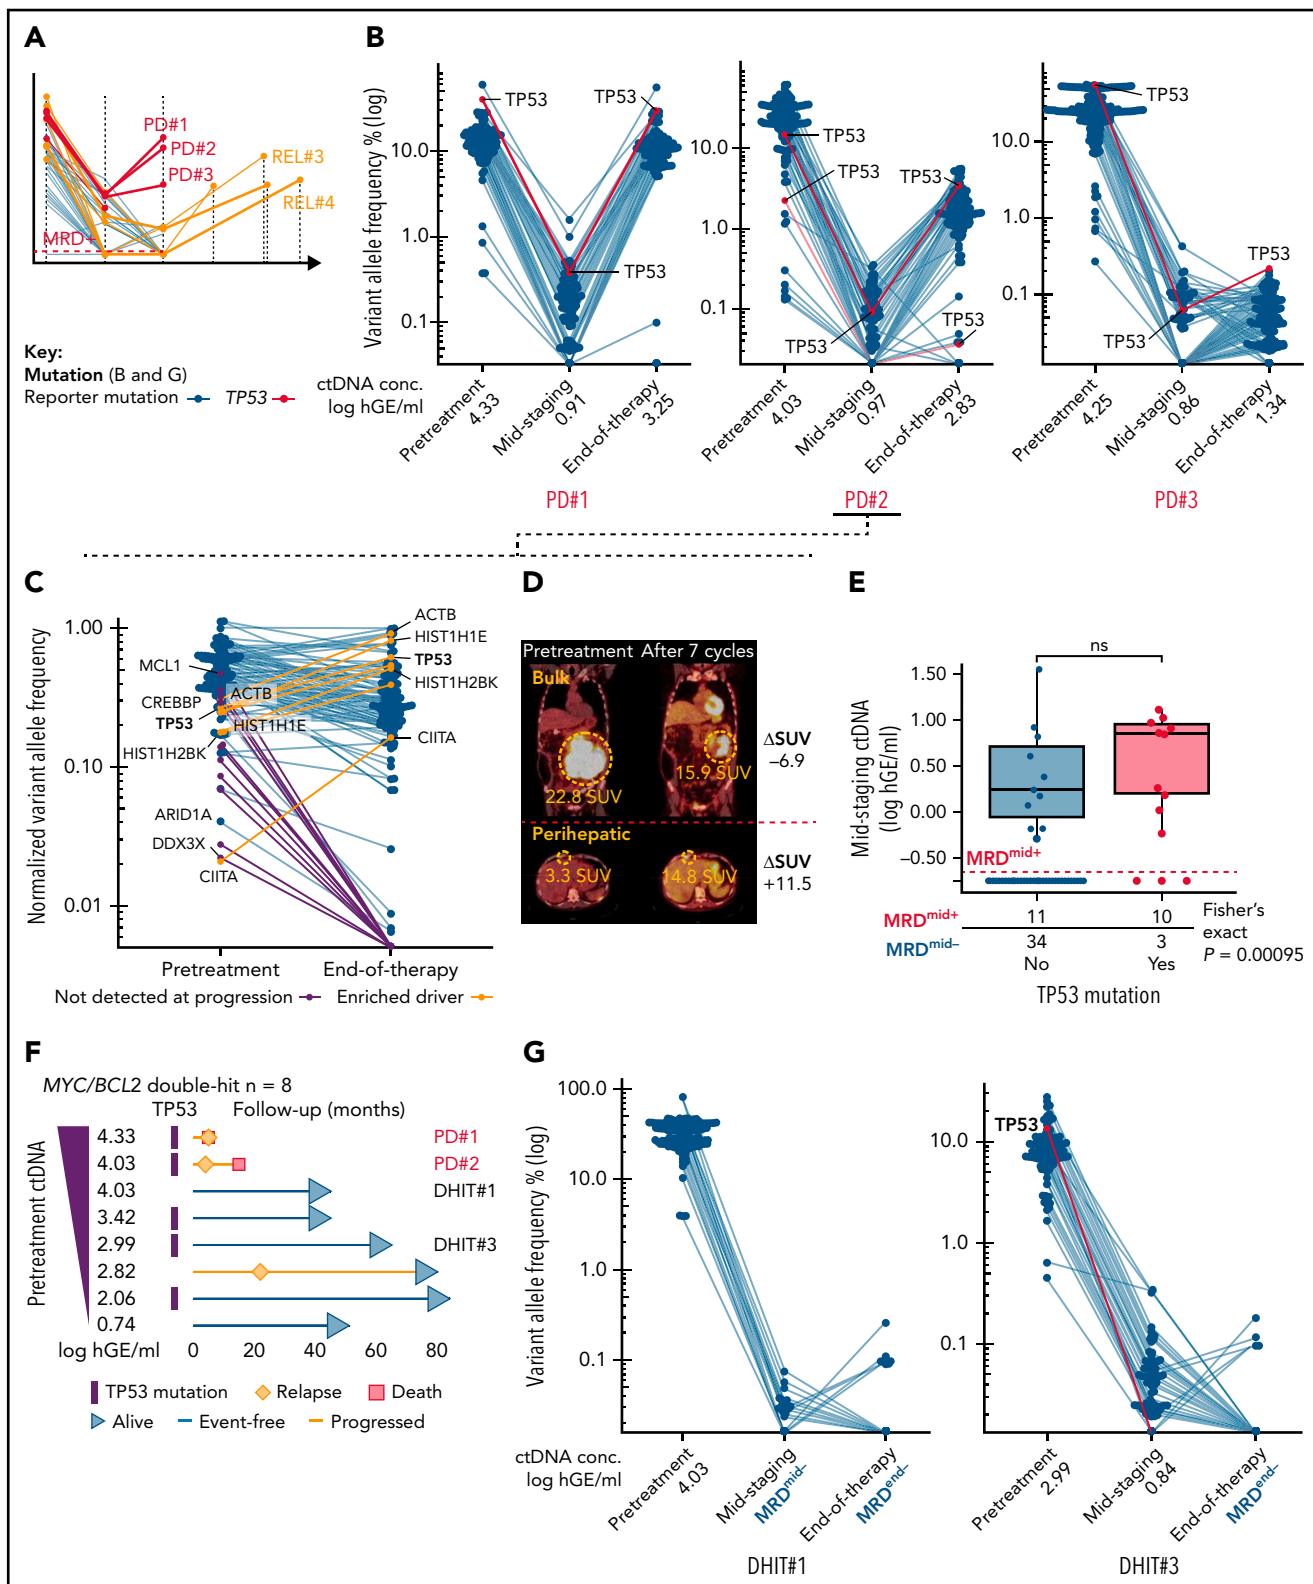 A
PD#1
PD#2
PD#3
REL#3
REL#4
MRD+
Key:
Mutation (B and G)
Reporter mutation
TP53
B
Variant allele frequency % (log)
10.0
1.0
0.1
TP53
TP53
TP53
10.0
1.0
0.1
TP53
TP53
TP53
TP53
TP53
10.0
1.0
0.1
TP53
TP53
TP53
ctDNA conc.
log hGE/ml
Pretreatment
4.33
Mid-staging
0.91
End-of-therapy
3.25
PD#1
Pretreatment
4.03
Mid-staging
0.97
End-of-therapy
2.83
PD#2
Pretreatment
4.25
Mid-staging
0.86
End-of-therapy
1.34
PD#3
C
Normalized variant allele frequency
1.00
0.10
0.01
MCL1
CREBBP
TP53
HIST1H2BK
ARID1A
DDX3X
CIITA
ACTB
HIST1H1E
ACTB
HIST1H1E
TP53
HIST1H2BK
CIITA
Pretreatment
End-of-therapy
Not detected at progression
Enriched driver
D
Pretreatment
After 7 cycles
Bulk
22.8 SUV
15.9 SUV
ΔSUV
–6.9
Perihepatic
3.3 SUV
14.8 SUV
ΔSUV
+11.5
E
Mid-staging ctDNA
(log hGE/ml)
ns
1.50
1.00
0.50
0.00
–0.50
MRDmid+
MRDmid+ 11 10
MRDmid– 34 3
No Yes
Fisher's
exact
P = 0.00095
TP53 mutation
F
MYC/BCL2 double-hit n = 8
TP53 Follow-up (months)
Pretreatment ctDNA
4.33 PD#1
4.03 PD#2
4.03 DHIT#1
3.42
2.99 DHIT#3
2.82
2.06
0.74
log hGE/ml 0 20 40 60 80
TP53 mutation Relapse Death
Alive Event-free Progressed
G
Variant allele frequency % (log)
100.0
10.0
1.0
0.1
10.0
1.0
0.1
TP53
ctDNA conc.
log hGE/ml
Pretreatment
4.03
Mid-staging
MRDmid–
End-of-therapy
MRDend–
DHIT#1
Pretreatment
2.99
Mid-staging
0.84
End-of-therapy
MRDend–
DHIT#3